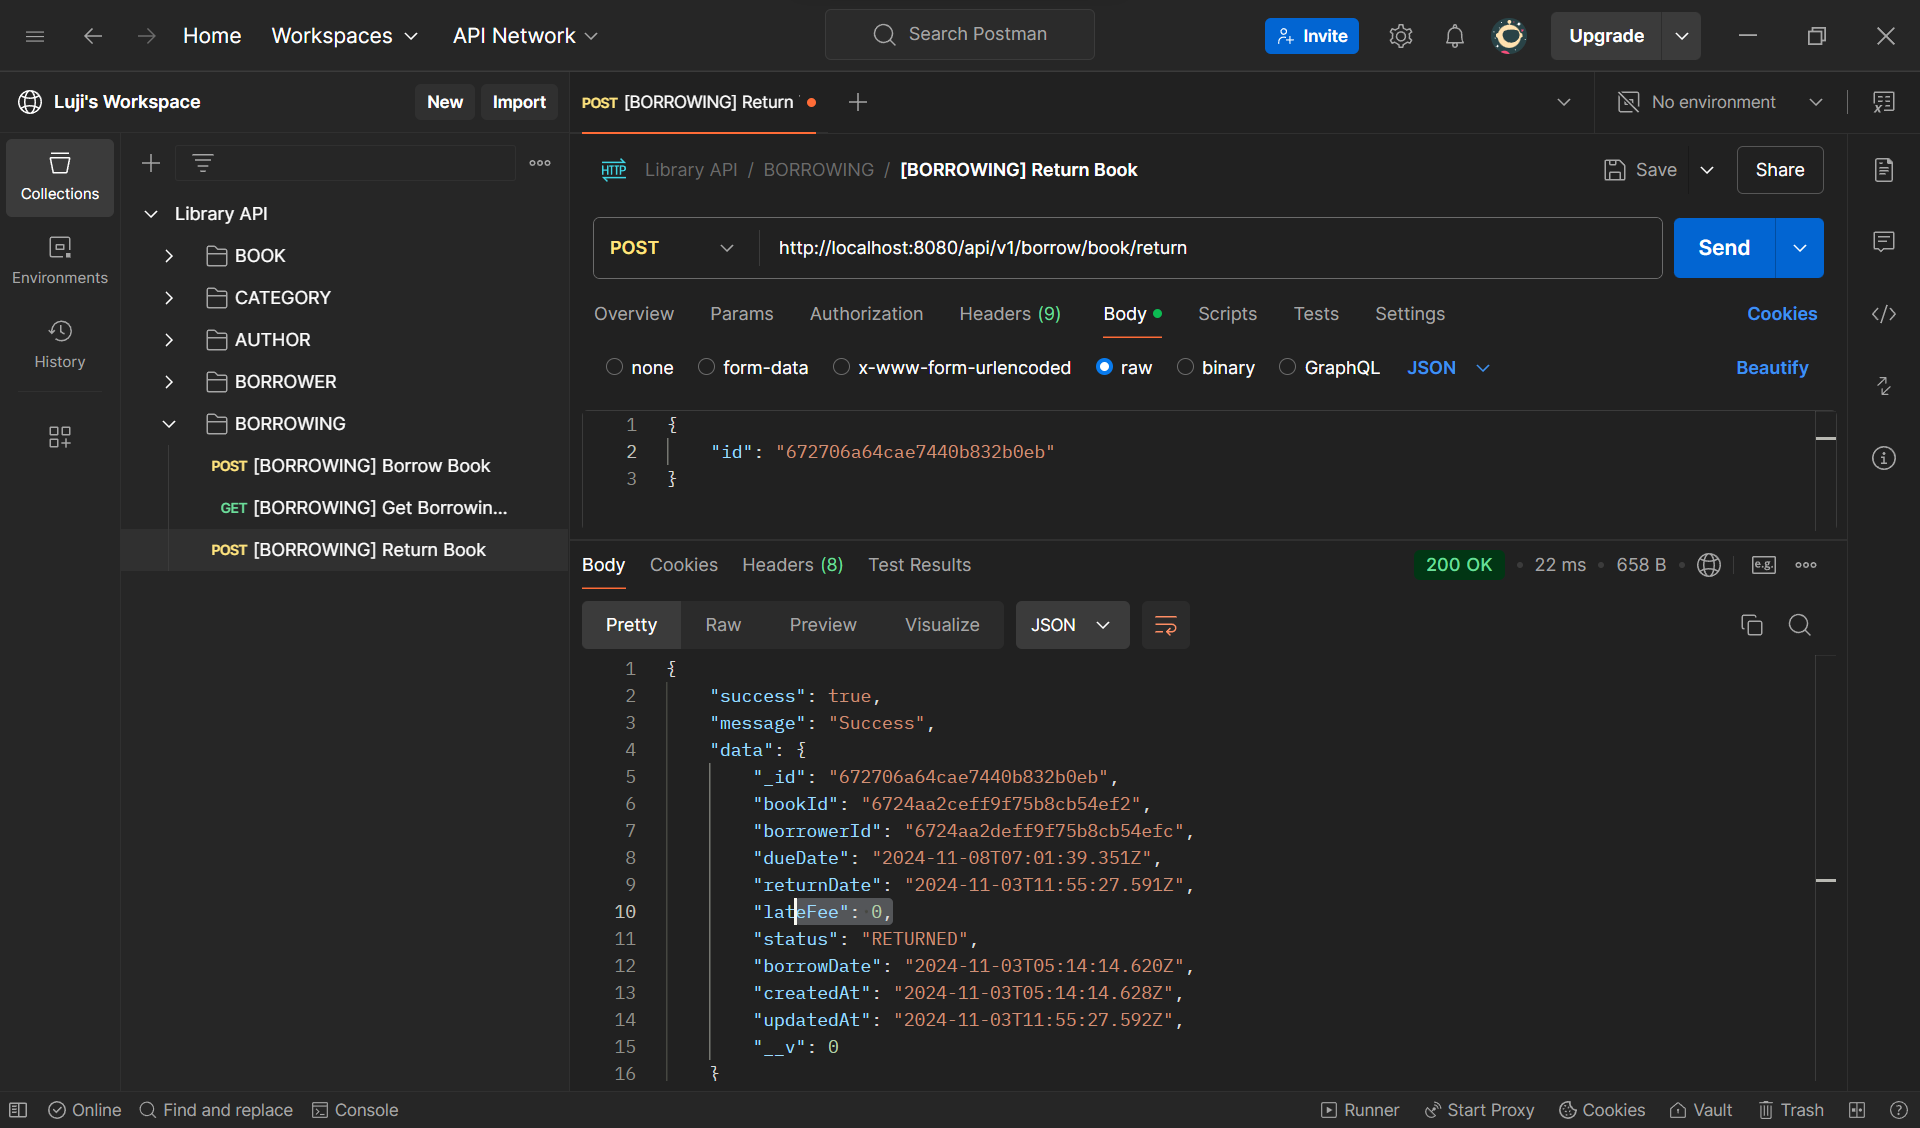 Home Workspaces API Network Search Postman Invite Upgrade
Luji's Workspace New Import
POST [BORROWING] Return No environment
Collections
Environments
History
Library API
BOOK
CATEGORY
AUTHOR
BORROWER
BORROWING
POST [BORROWING] Borrow Book
GET [BORROWING] Get Borrowin...
POST [BORROWING] Return Book
HTTP Library API / BORROWING / [BORROWING] Return Book Save Share
POST http://localhost:8080/api/v1/borrow/book/return Send
Overview Params Authorization Headers (9) Body Scripts Tests Settings Cookies
none form-data x-www-form-urlencoded raw binary GraphQL JSON Beautify
1 {
2 "id": "672706a64cae7440b832b0eb"
3 }
Body Cookies Headers (8) Test Results 200 OK • 22 ms • 658 B • e.g.
Pretty Raw Preview Visualize JSON
1 {
2 "success": true,
3 "message": "Success",
4 "data": {
5 "_id": "672706a64cae7440b832b0eb",
6 "bookId": "6724aa2ceff9f75b8cb54ef2",
7 "borrowerId": "6724aa2deff9f75b8cb54efc",
8 "dueDate": "2024-11-08T07:01:39.351Z",
9 "returnDate": "2024-11-03T11:55:27.591Z",
10 "lateFee": 0,
11 "status": "RETURNED",
12 "borrowDate": "2024-11-03T05:14:14.620Z",
13 "createdAt": "2024-11-03T05:14:14.628Z",
14 "updatedAt": "2024-11-03T11:55:27.592Z",
15 "__v": 0
16 }
Online Find and replace Console Runner Start Proxy Cookies Vault Trash